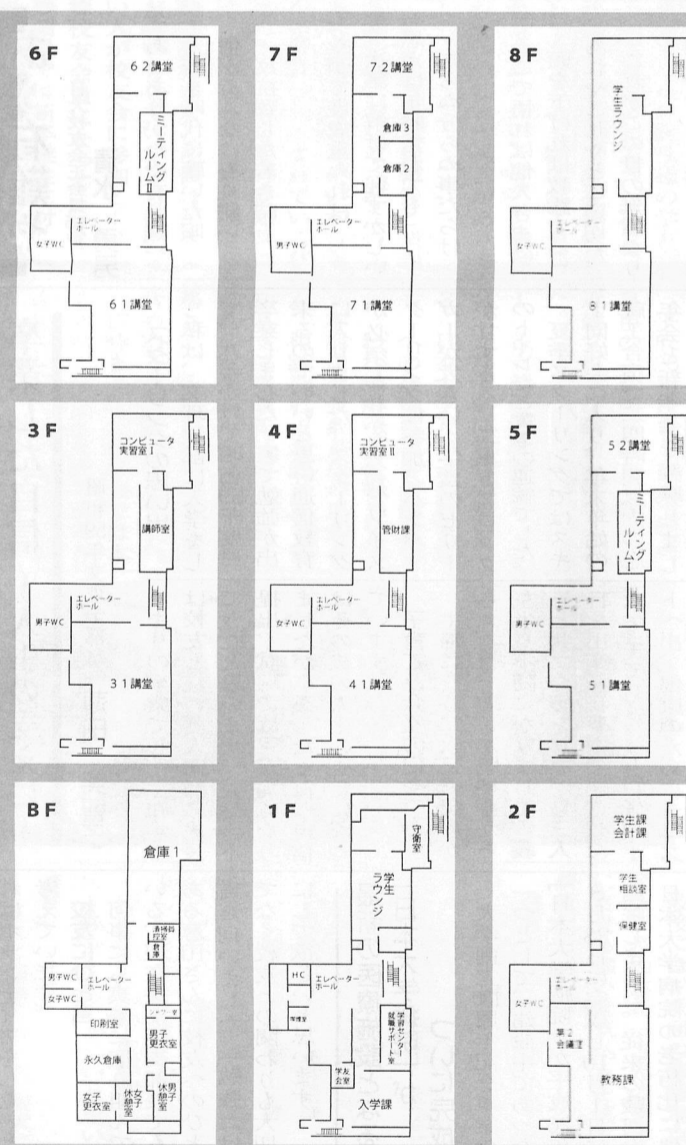 6F
62講堂
ミーティング
ルームⅡ
エレベーター
ホール
女子WC
61講堂
7F
72講堂
倉庫3
倉庫2
エレベーター
ホール
男子WC
71講堂
8F
学生ラウンジ
エレベーター
ホール
女子WC
81講堂
3F
コンピュータ
実習室Ⅰ
講師室
エレベーター
ホール
男子WC
31講堂
4F
コンピュータ
実習室Ⅱ
管財課
エレベーター
ホール
女子WC
41講堂
5F
52講堂
ミーティング
ルームⅠ
エレベーター
ホール
男子WC
51講堂
BF
倉庫1
倉庫
男子WC
エレベーター
ホール
女子WC
印刷室
男子
更衣室
永久倉庫
女子
更衣室
女子
休憩室
男子
休憩室
1F
守衛室
学生
ラウンジ
HC
エレベーター
ホール
学習センター
就職サポート室
学友
会室
入学課
2F
学生課
会計課
学生
相談室
保健室
エレベーター
ホール
女子WC
第2
会議室
教務課